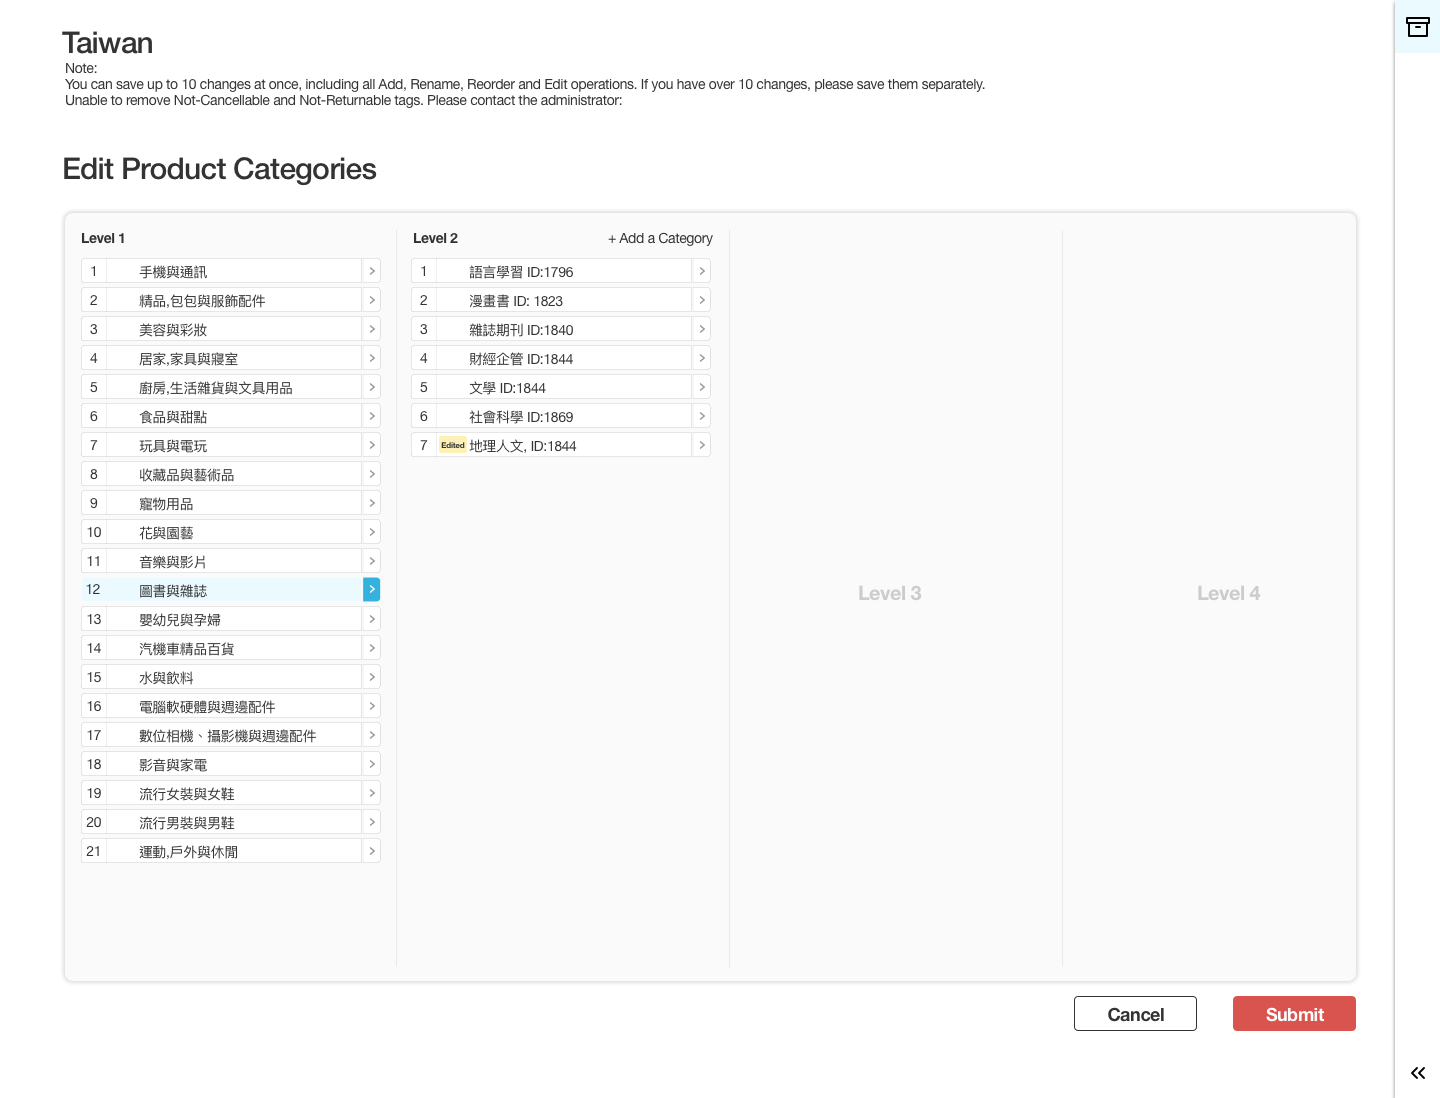 Taiwan
Note:
You can save up to 10 changes at once, including all Add, Rename, Reorder and Edit operations. If you have over 10 changes, please save them separately.
Unable to remove Not-Cancellable and Not-Returnable tags. Please contact the administrator:
Edit Product Categories
Level 1
1 手機與通訊
2 精品,包包與服飾配件
3 美容與彩妝
4 居家,家具與寢室
5 廚房,生活雜貨與文具用品
6 食品與甜點
7 玩具與電玩
8 收藏品與藝術品
9 寵物用品
10 花與園藝
11 音樂與影片
12 圖書與雜誌
13 嬰幼兒與孕婦
14 汽機車精品百貨
15 水與飲料
16 電腦軟硬體與週邊配件
17 數位相機、攝影機與週邊配件
18 影音與家電
19 流行女裝與女鞋
20 流行男裝與男鞋
21 運動,戶外與休閒
Level 2 + Add a Category
1 語言學習 ID:1796
2 漫畫書 ID: 1823
3 雜誌期刊 ID:1840
4 財經企管 ID:1844
5 文學 ID:1844
6 社會科學 ID:1869
7 Edited 地理人文, ID:1844
Level 3
Level 4
Cancel
Submit